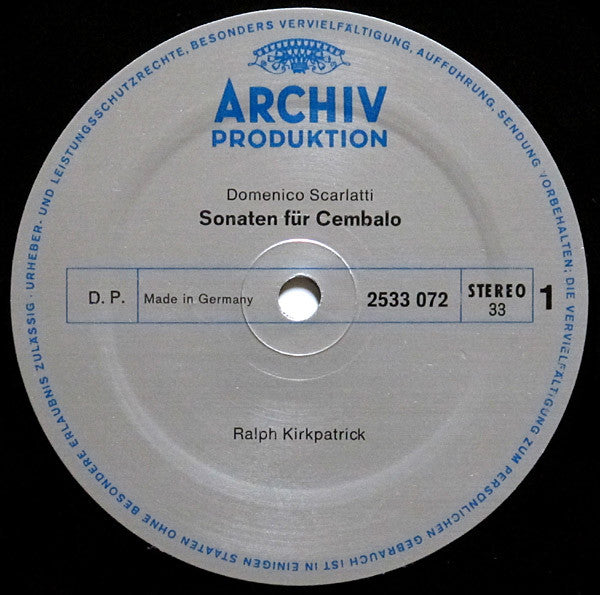 URHEBER- UND LEISTUNGSSCHUTZRECHTE, BESONDERS VERVIELFÄLTIGUNG, AUFFÜHRUNG, SENDUNG VORBEHALTEN; DIE VERVIELFÄLTIGUNG ZUM PERSÖNLICHEN GEBRAUCH IST IN EINIGEN STAATEN OHNE BESONDERE ERLAUBNIS ZULÄSSIG ·
ARCHIV
PRODUKTION
Domenico Scarlatti
Sonaten für Cembalo
D. P. Made in Germany 2533 072 STEREO 33 1
Ralph Kirkpatrick